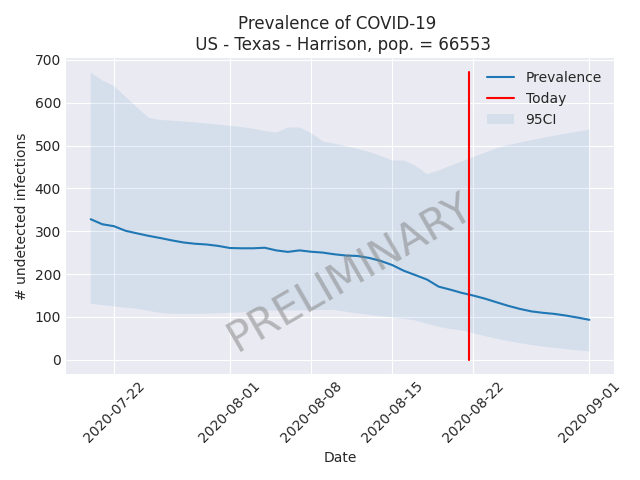 Prevalence of COVID-19
US - Texas - Harrison, pop. = 66553
700
600
500
400
300
200
100
0
# undetected infections
Prevalence
Today
95CI
PRELIMINARY
2020-07-22
2020-08-01
2020-08-08
2020-08-15
2020-08-22
2020-09-01
Date